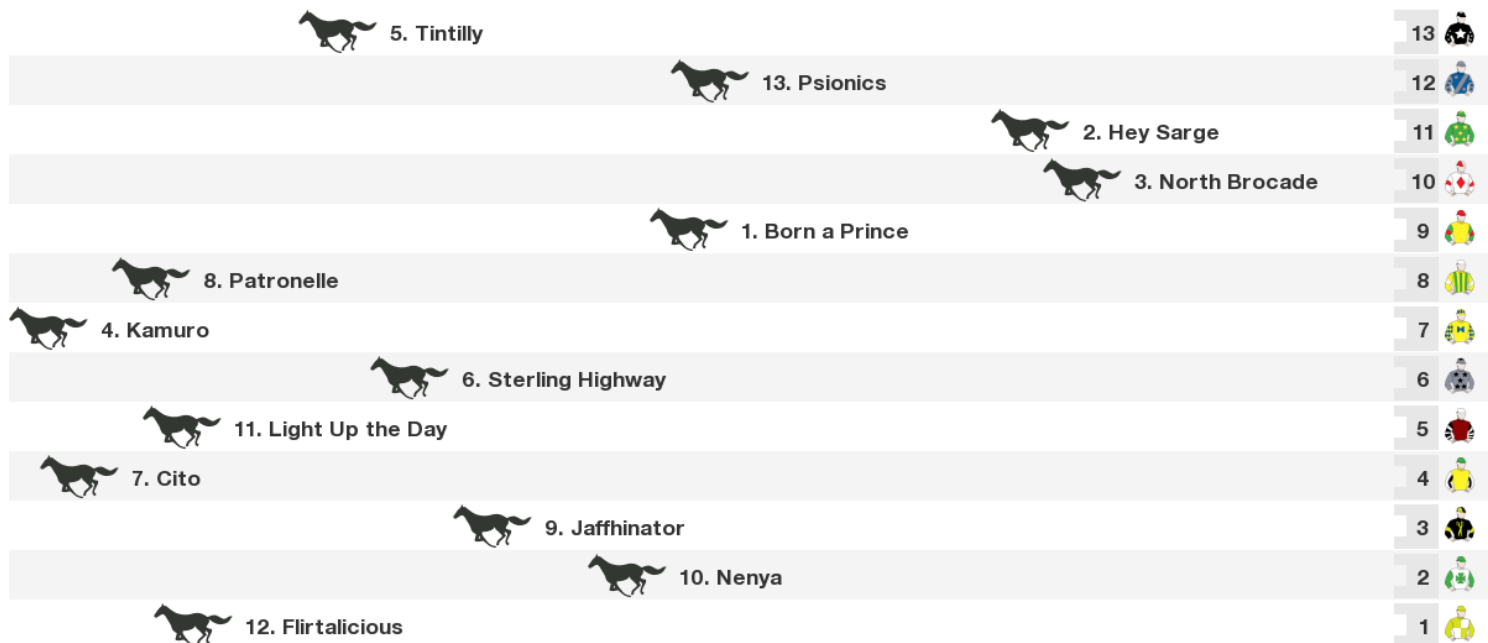 5. Tintilly 13
13. Psionics 12
2. Hey Sarge 11
3. North Brocade 10
1. Born a Prince 9
8. Patronelle 8
4. Kamuro 7
6. Sterling Highway 6
11. Light Up the Day 5
7. Cito 4
9. Jaffhinator 3
10. Nenya 2
12. Flirtalicious 1